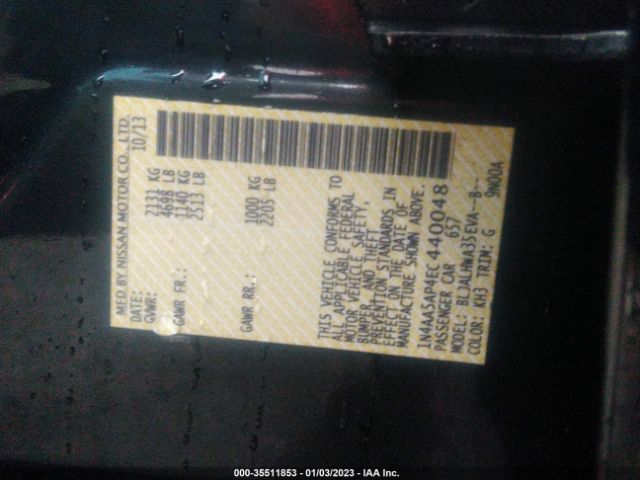 MFD BY NISSAN MOTOR CO.,LTD.
DATE: 10/13
GVWR: 2131 KG
4698 LB
GAWR FR.: 1140 KG
2513 LB
GAWR RR.: 1000 KG
2205 LB
THIS VEHICLE CONFORMS TO
ALL APPLICABLE FEDERAL
MOTOR VEHICLE SAFETY,
BUMPER AND THEFT
PREVENTION STANDARDS IN
EFFECT ON THE DATE OF
MANUFACTURE SHOWN ABOVE.
1N4AA5AP4EC440048
PASSENGER CAR 657
MODEL: BLJALHWA35EVA--B--
COLOR: KH3 TRIM: G 9N00A
000-35511853 - 01/03/2023 - IAA Inc.